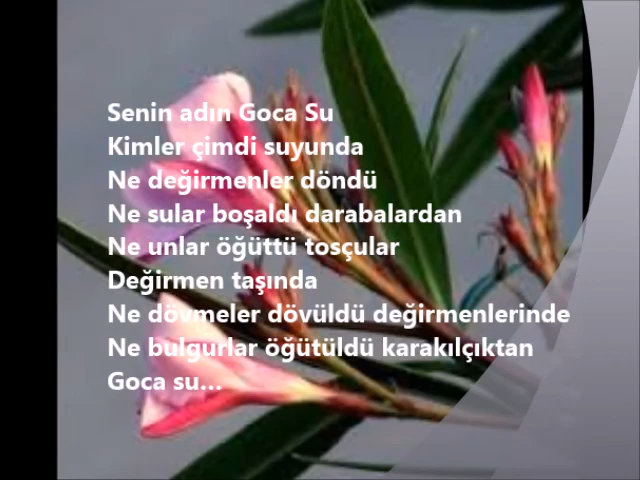 Senin adın Goca Su
Kimler çimdi suyunda
Ne değirmenler döndü
Ne sular boşaldı darabalardan
Ne unlar öğüttü tosçular
Değirmen taşında
Ne dövmeler dövüldü değirmenlerinde
Ne bulgurlar öğütüldü karakılçıktan
Goca su…